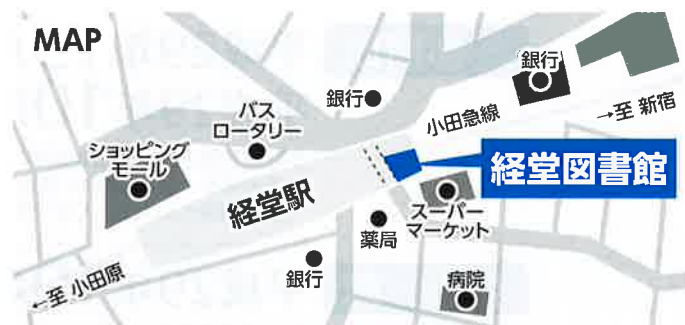 MAP
銀行
バス
ロータリー
銀行
小田急線
→至 新宿
ショッピング
モール
経堂図書館
経堂駅
スーパー
マーケット
薬局
銀行
←至 小田原
病院